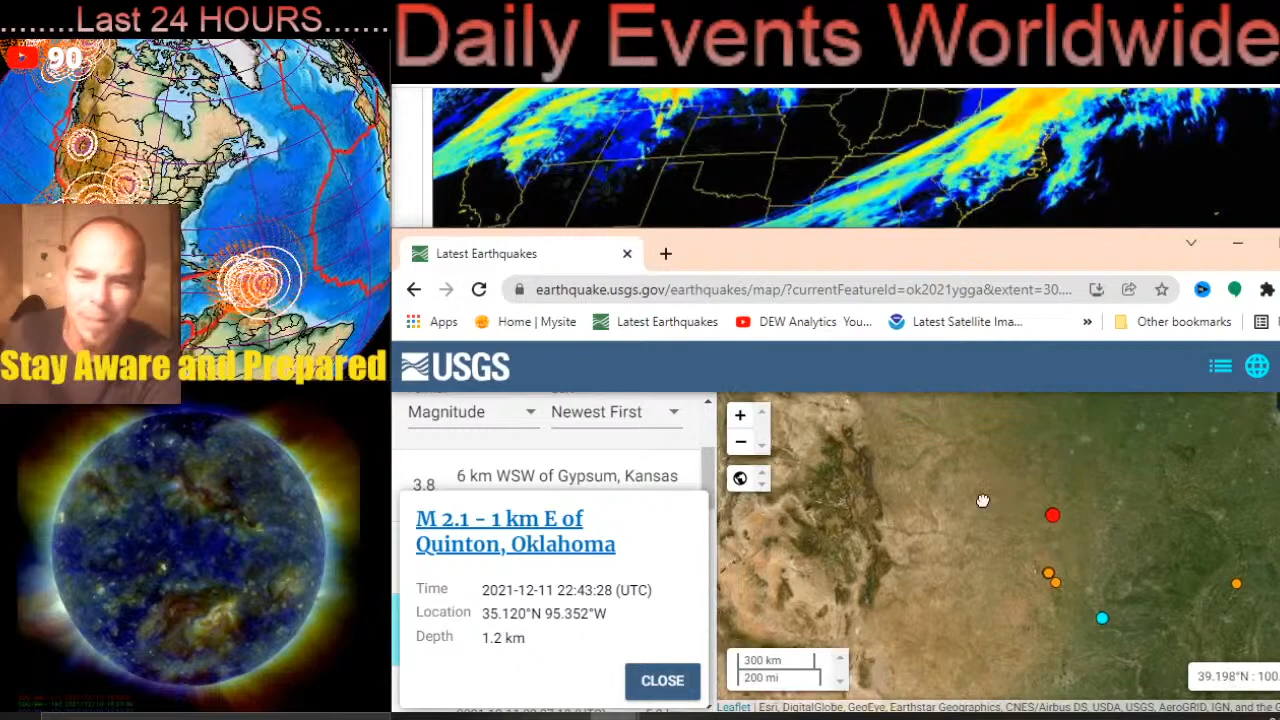 ........Last 24 HOURS.......
Daily Events Worldwide
90
Latest Earthquakes
earthquake.usgs.gov/earthquakes/map/?currentFeatureId=ok2021ygga&extent=30....
Apps
Home | Mysite
Latest Earthquakes
DEW Analytics You...
Latest Satellite Ima...
»
Other bookmarks
USGS
Stay Aware and Prepared
Magnitude
Newest First
3.8
6 km WSW of Gypsum, Kansas
M 2.1 - 1 km E of
Quinton, Oklahoma
Time 2021-12-11 22:43:28 (UTC)
Location 35.120°N 95.352°W
Depth 1.2 km
CLOSE
+
−
300 km
200 mi
39.198°N : 100.
Leaflet | Esri, DigitalGlobe, GeoEye, Earthstar Geographics, CNES/Airbus DS, USDA, USGS, AeroGRID, IGN, and the G